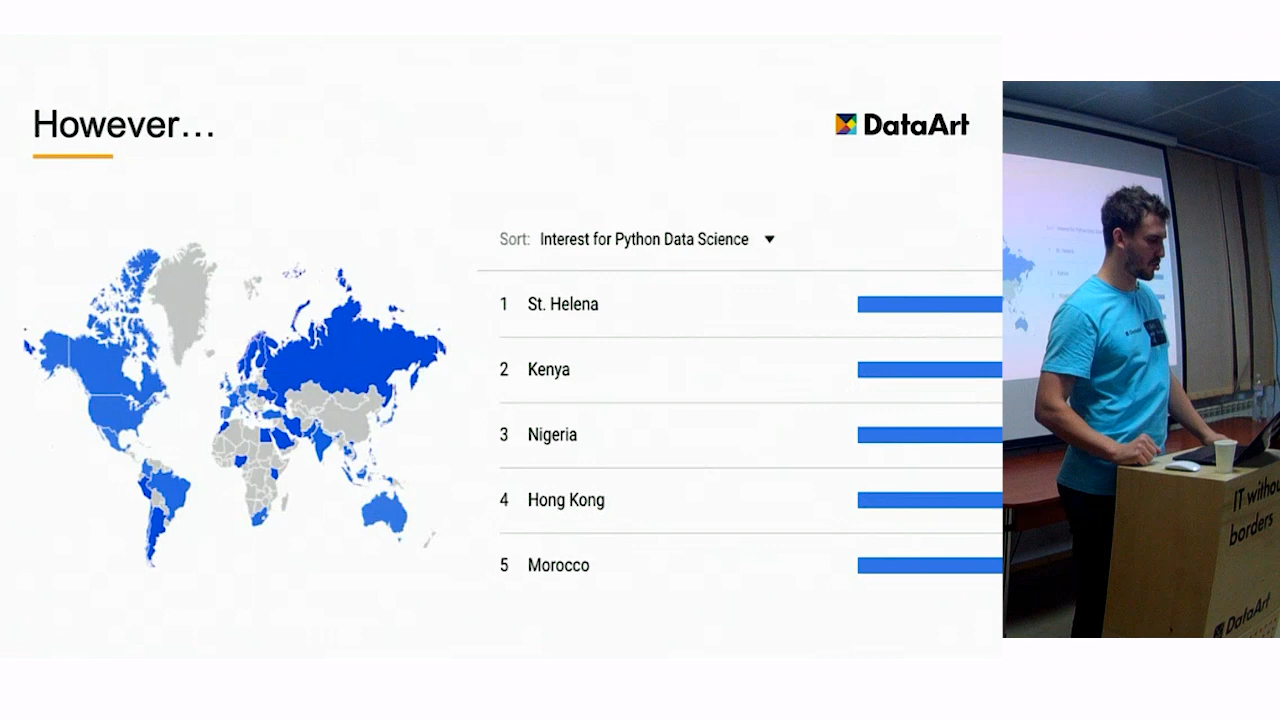 However…
DataArt
Sort: Interest for Python Data Science
1 St. Helena
2 Kenya
3 Nigeria
4 Hong Kong
5 Morocco
IT withou
borders
DataArt